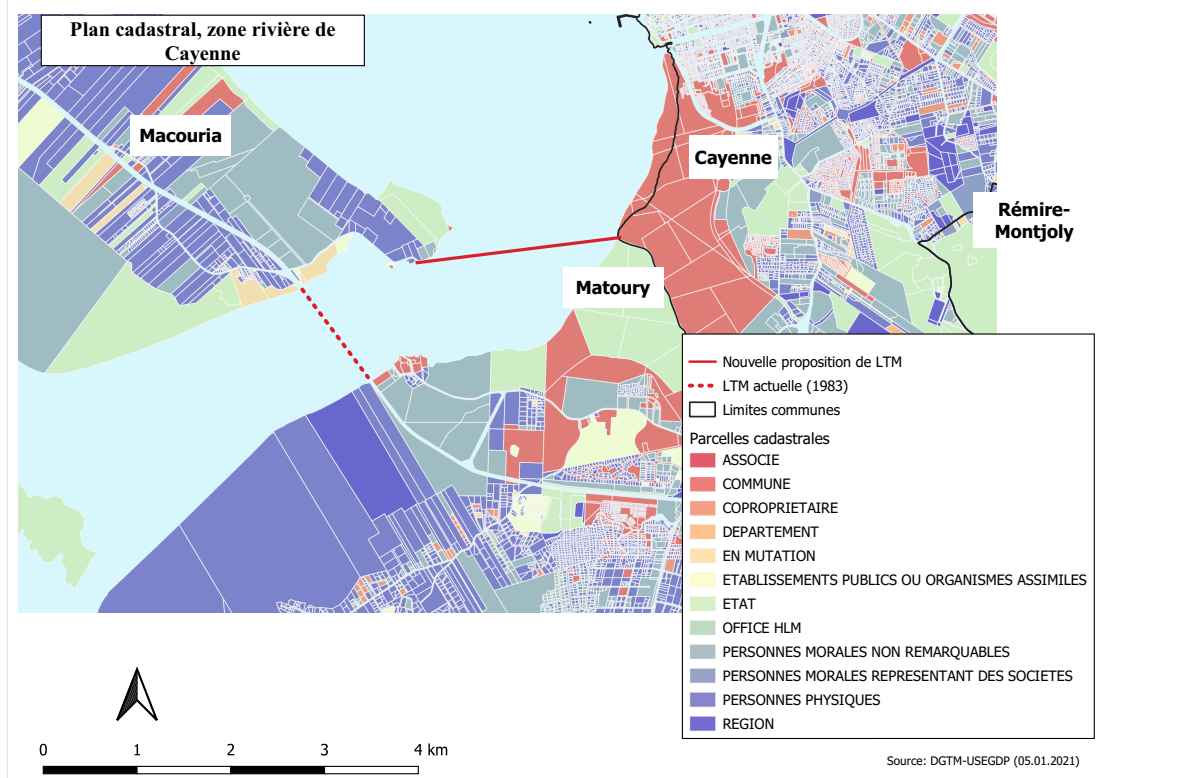 Plan cadastral, zone rivière de
Cayenne
Macouria
Cayenne
Rémire-
Montjoly
Matoury
Nouvelle proposition de LTM
LTM actuelle (1983)
Limites communes
Parcelles cadastrales
ASSOCIE
COMMUNE
COPROPRIETAIRE
DEPARTEMENT
EN MUTATION
ETABLISSEMENTS PUBLICS OU ORGANISMES ASSIMILES
ETAT
OFFICE HLM
PERSONNES MORALES NON REMARQUABLES
PERSONNES MORALES REPRESENTANT DES SOCIETES
PERSONNES PHYSIQUES
REGION
0 1 2 3 4 km
Source: DGTM-USEGDP (05.01.2021)